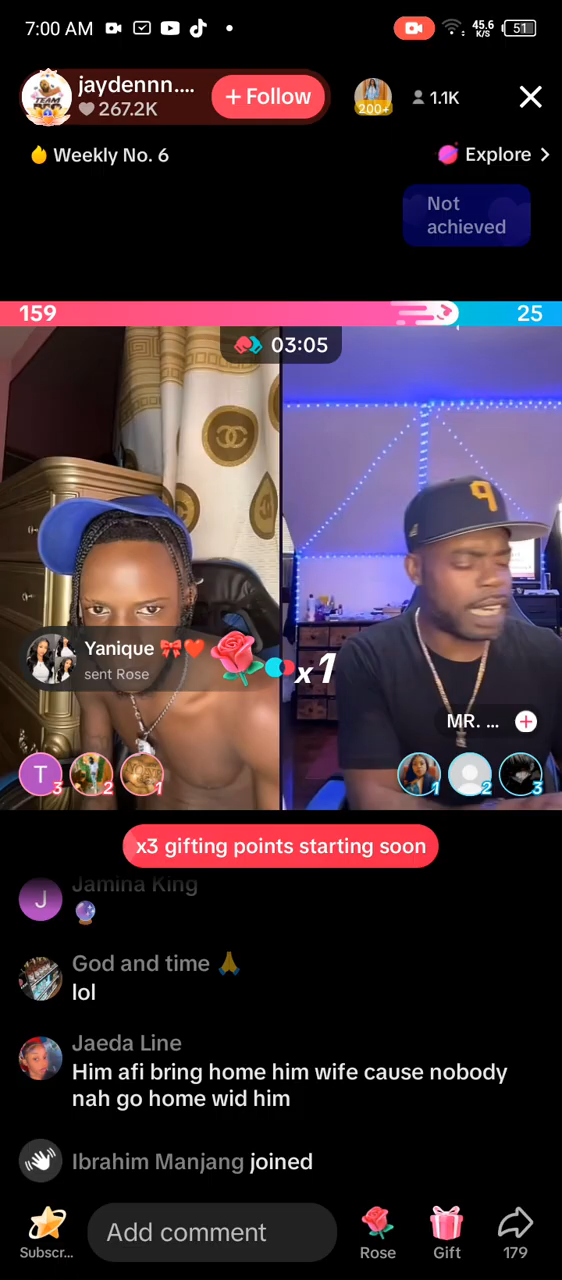 7:00 AM
45.6
K/S
51
jaydennn....
267.2K
+ Follow
200+
1.1K
Weekly No. 6
Explore
Not
achieved
159
25
03:05
P
Yanique 🎀❤️
sent Rose
x1
MR. ...
T
3
2
1
1
2
3
x3 gifting points starting soon
Jamina King
J
🔮
God and time 🙏
lol
Jaeda Line
Him afi bring home him wife cause nobody
nah go home wid him
Ibrahim Manjang joined
Add comment
Subscr...
Rose
Gift
179